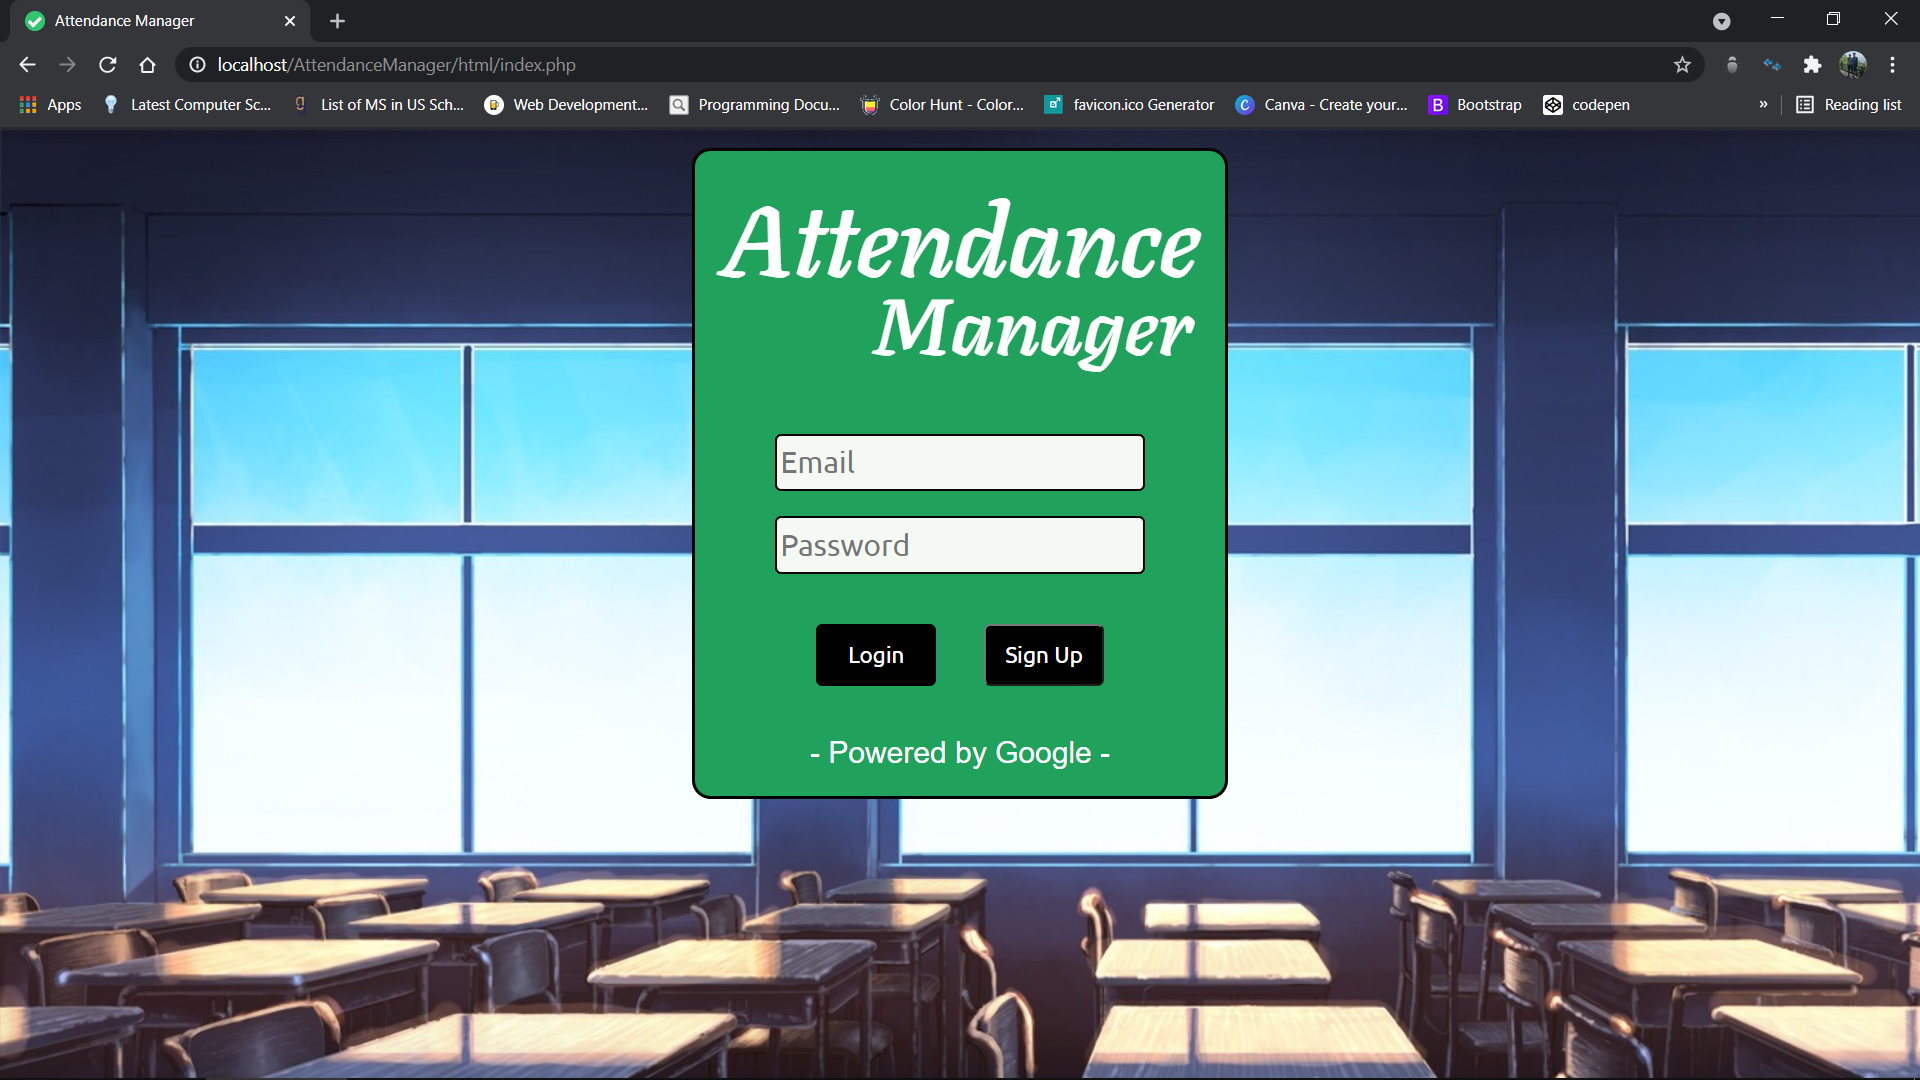 Attendance Manager
localhost/AttendanceManager/html/index.php
Apps Latest Computer Sc... List of MS in US Sch... Web Development... Programming Docu... Color Hunt - Color... favicon.ico Generator Canva - Create your... Bootstrap codepen » Reading list
Attendance
Manager
Email
Password
Login Sign Up
- Powered by Google -